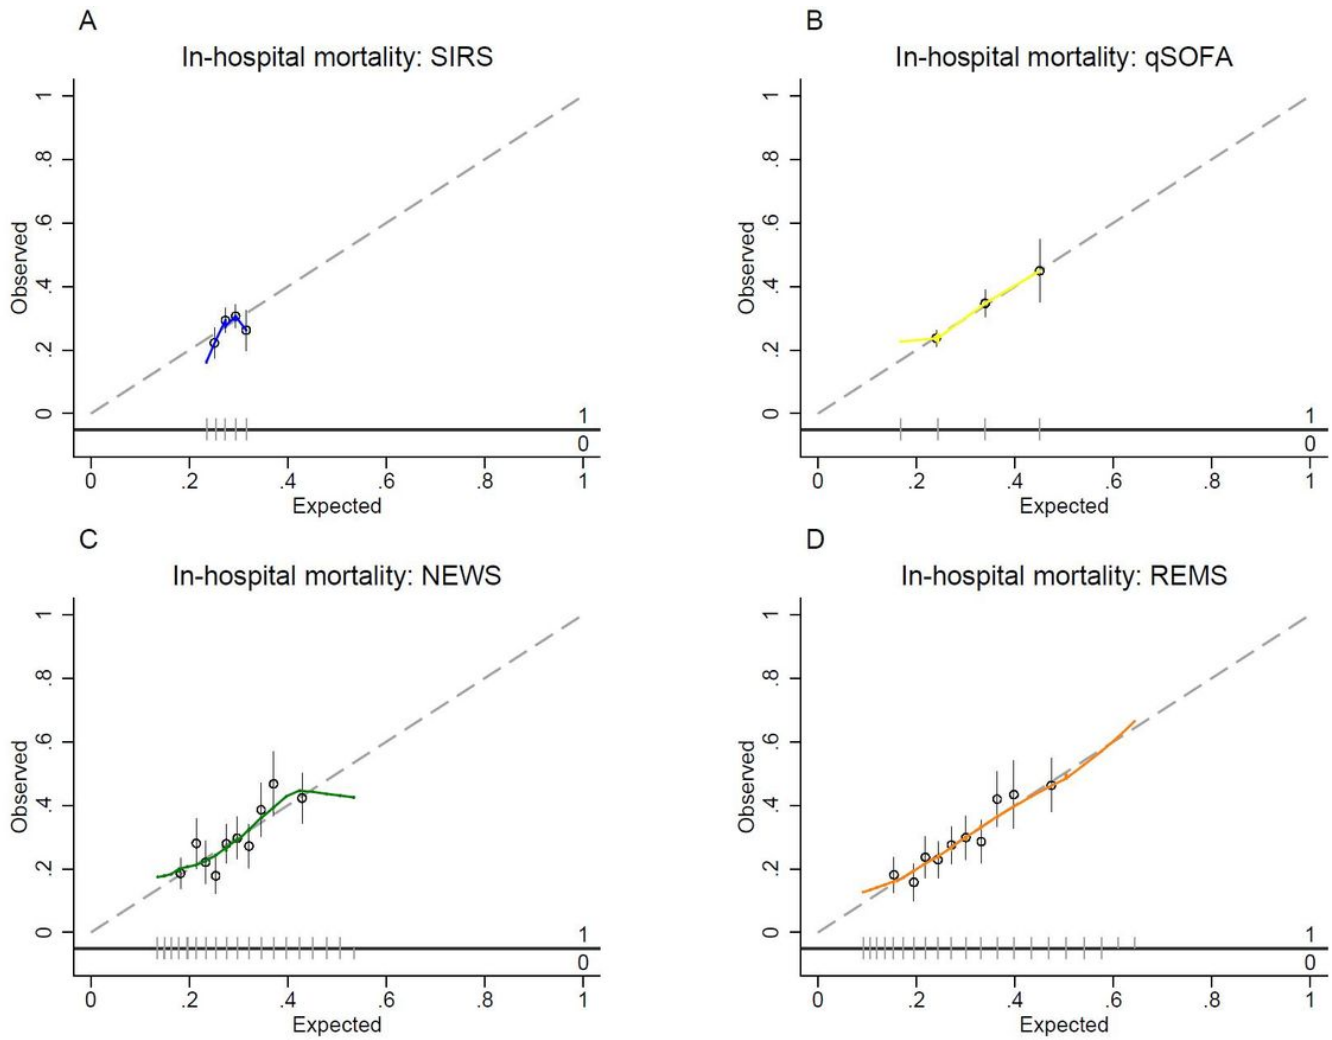 A
In-hospital mortality: SIRS
Observed
1
.8
.6
.4
.2
0
1
0
0 .2 .4 .6 .8 1
Expected
B
In-hospital mortality: qSOFA
Observed
1
.8
.6
.4
.2
0
1
0
0 .2 .4 .6 .8 1
Expected
C
In-hospital mortality: NEWS
Observed
1
.8
.6
.4
.2
0
1
0
0 .2 .4 .6 .8 1
Expected
D
In-hospital mortality: REMS
Observed
1
.8
.6
.4
.2
0
1
0
0 .2 .4 .6 .8 1
Expected